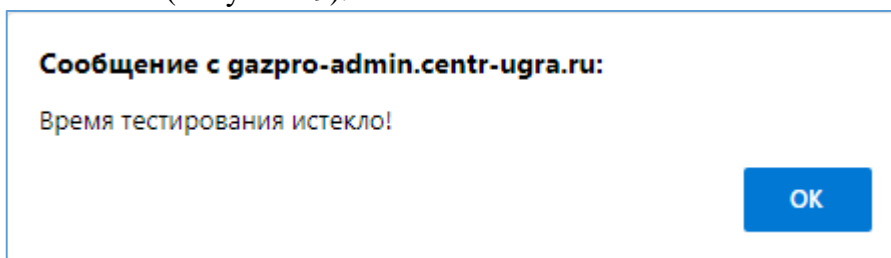 Сообщение с gazpro-admin.centr-ugra.ru:
Время тестирования истекло!
OK